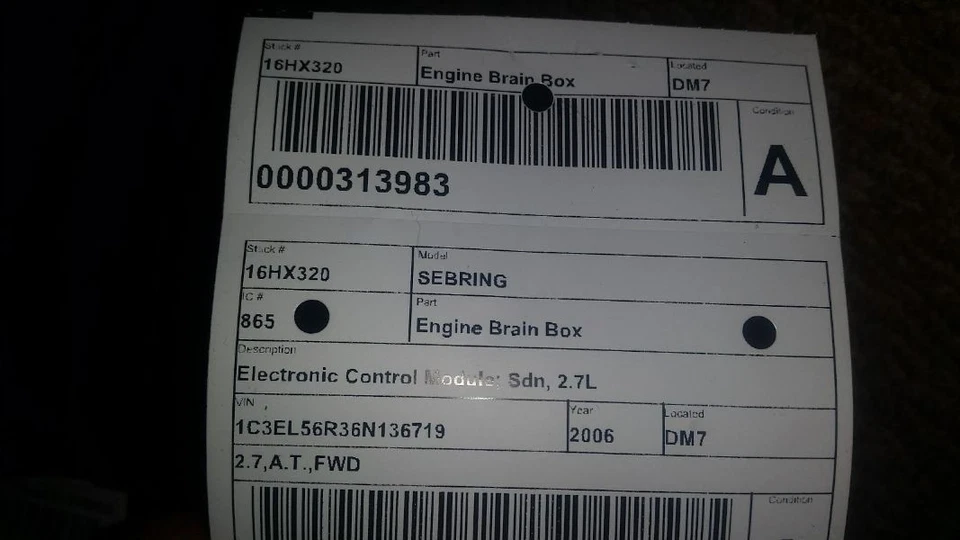 Stock # Part Located
16HX320 Engine Brain Box DM7
Condition
A
0000313983
Stock # Model
16HX320 SEBRING
IC # Part
865 Engine Brain Box
Description
Electronic Control Module; Sdn, 2.7L
VIN Year Located
1C3EL56R36N136719 2006 DM7
2.7,A.T.,FWD
Condition